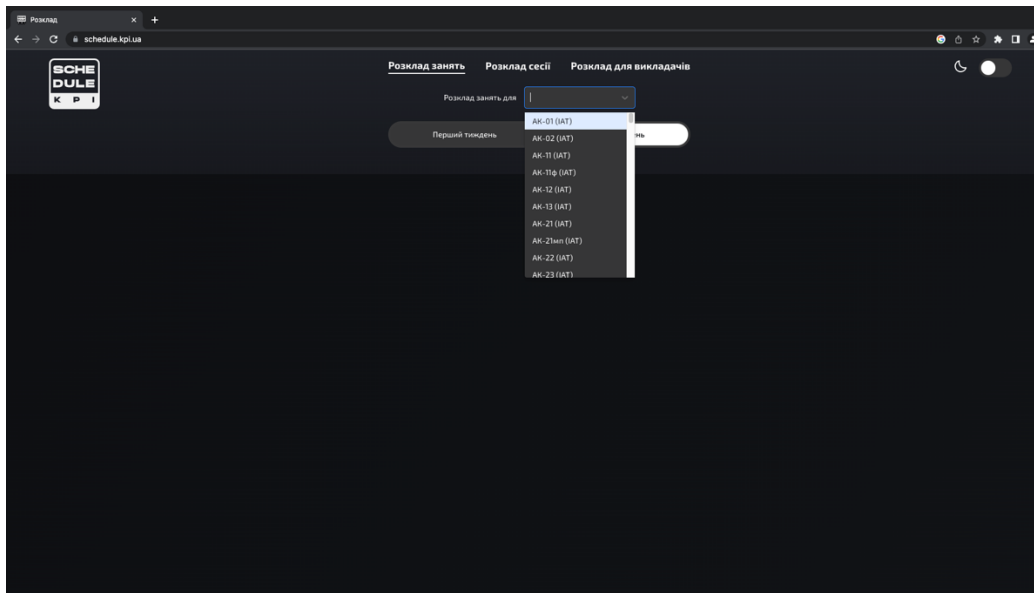 Розклад
schedule.kpi.ua
SCHE
DULE
K P I
Розклад занять
Розклад сесії
Розклад для викладачів
Розклад занять для
Перший тиждень
нь
АК-01 (ІАТ)
АК-02 (ІАТ)
АК-11 (ІАТ)
АК-11ф (ІАТ)
АК-12 (ІАТ)
АК-13 (ІАТ)
АК-21 (ІАТ)
АК-21мп (ІАТ)
АК-22 (ІАТ)
АК-23 (ІАТ)